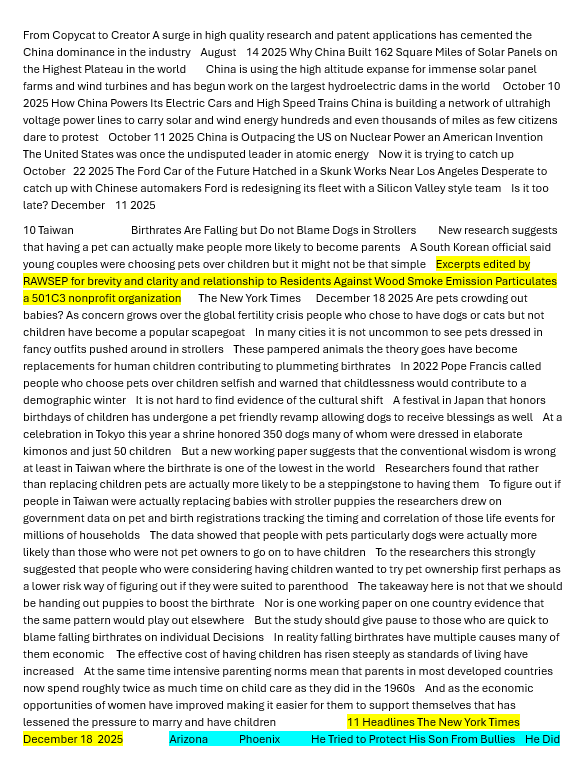 From Copycat to Creator A surge in high quality research and patent applications has cemented the
China dominance in the industry August 14 2025 Why China Built 162 Square Miles of Solar Panels on
the Highest Plateau in the world China is using the high altitude expanse for immense solar panel
farms and wind turbines and has begun work on the largest hydroelectric dams in the world October 10
2025 How China Powers Its Electric Cars and High Speed Trains China is building a network of ultrahigh
voltage power lines to carry solar and wind energy hundreds and even thousands of miles as few citizens
dare to protest October 11 2025 China is Outpacing the US on Nuclear Power an American Invention
The United States was once the undisputed leader in atomic energy Now it is trying to catch up
October 22 2025 The Ford Car of the Future Hatched in a Skunk Works Near Los Angeles Desperate to
catch up with Chinese automakers Ford is redesigning its fleet with a Silicon Valley style team Is it too
late? December 11 2025
10 Taiwan Birthrates Are Falling but Do not Blame Dogs in Strollers New research suggests
that having a pet can actually make people more likely to become parents A South Korean official said
young couples were choosing pets over children but it might not be that simple Excerpts edited by
RAWSEP for brevity and clarity and relationship to Residents Against Wood Smoke Emission Particulates
a 501C3 nonprofit organization The New York Times December 18 2025 Are pets crowding out
babies? As concern grows over the global fertility crisis people who chose to have dogs or cats but not
children have become a popular scapegoat In many cities it is not uncommon to see pets dressed in
fancy outfits pushed around in strollers These pampered animals the theory goes have become
replacements for human children contributing to plummeting birthrates In 2022 Pope Francis called
people who choose pets over children selfish and warned that childlessness would contribute to a
demographic winter It is not hard to find evidence of the cultural shift A festival in Japan that honors
birthdays of children has undergone a pet friendly revamp allowing dogs to receive blessings as well At a
celebration in Tokyo this year a shrine honored 350 dogs many of whom were dressed in elaborate
kimonos and just 50 children But a new working paper suggests that the conventional wisdom is wrong
at least in Taiwan where the birthrate is one of the lowest in the world Researchers found that rather
than replacing children pets are actually more likely to be a steppingstone to having them To figure out if
people in Taiwan were actually replacing babies with stroller puppies the researchers drew on
government data on pet and birth registrations tracking the timing and correlation of those life events for
millions of households The data showed that people with pets particularly dogs were actually more
likely than those who were not pet owners to go on to have children To the researchers this strongly
suggested that people who were considering having children wanted to try pet ownership first perhaps as
a lower risk way of figuring out if they were suited to parenthood The takeaway here is not that we should
be handing out puppies to boost the birthrate Nor is one working paper on one country evidence that
the same pattern would play out elsewhere But the study should give pause to those who are quick to
blame falling birthrates on individual Decisions In reality falling birthrates have multiple causes many of
them economic The effective cost of having children has risen steeply as standards of living have
increased At the same time intensive parenting norms mean that parents in most developed countries
now spend roughly twice as much time on child care as they did in the 1960s And as the economic
opportunities of women have improved making it easier for them to support themselves that has
lessened the pressure to marry and have children 11 Headlines The New York Times
December 18 2025 Arizona Phoenix He Tried to Protect His Son From Bullies He Did